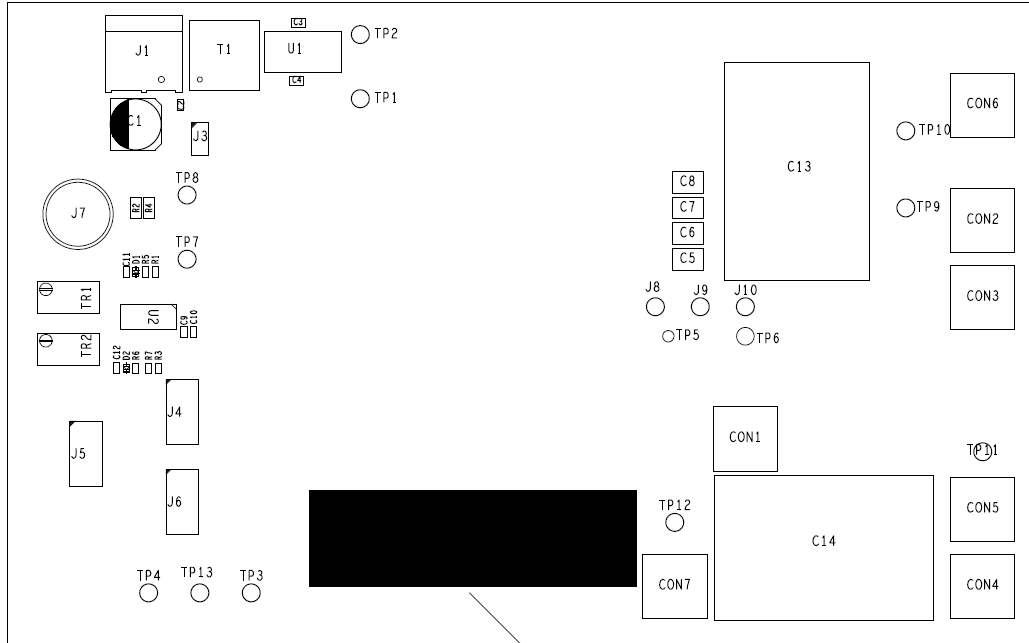 C3
TP2
J1
T1
U1
C4
TP1
CON6
C1
J3
TP10
C13
TP8
C8
J7
R2
R4
C7
TP9
CON2
C6
TP7
C11
D1
R5
R1
C5
TR1
J8
J9
J10
CON3
U2
C9
C10
TP5
TP6
TR2
C12
D2
R6
R7
R3
J4
CON1
J5
TP11
J6
TP12
CON5
C14
TP4
TP13
TP3
CON7
CON4